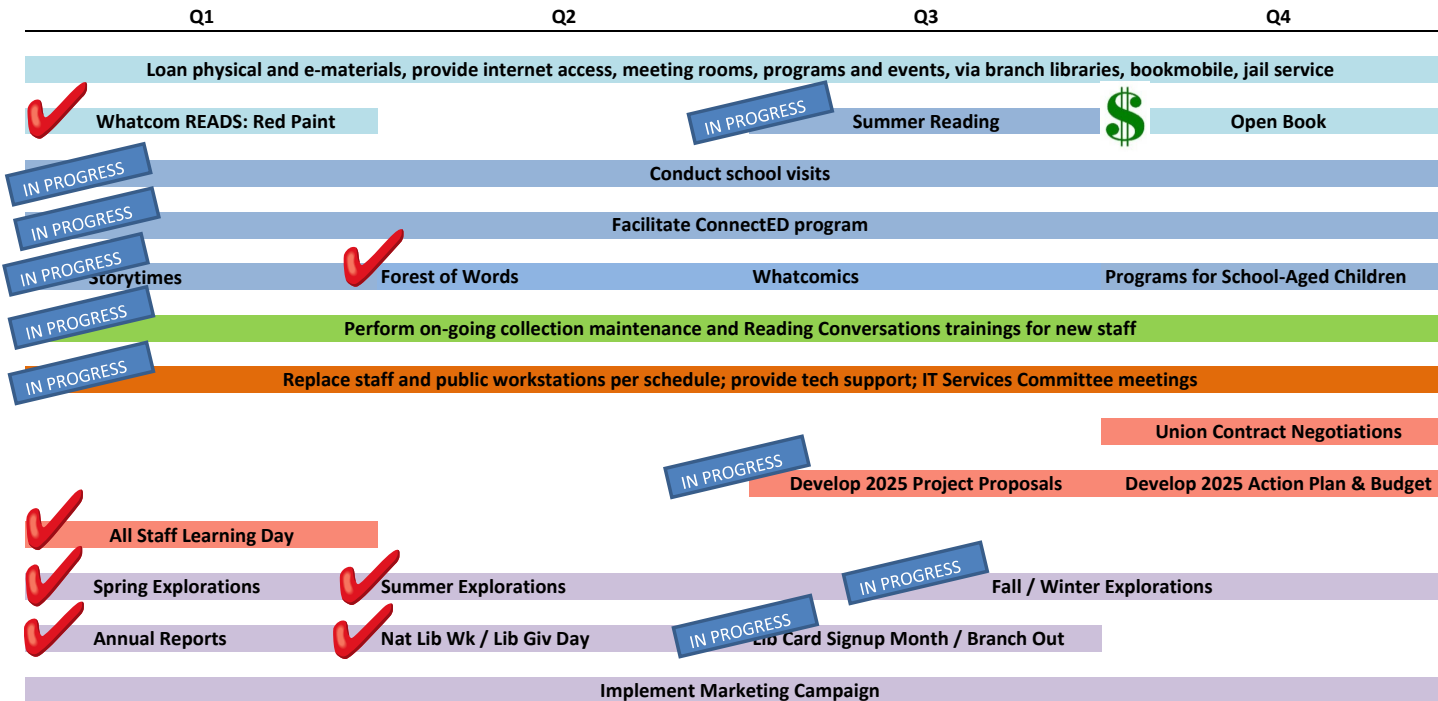 Q1 Q2 Q3 Q4
Loan physical and e-materials, provide internet access, meeting rooms, programs and events, via branch libraries, bookmobile, jail service
Whatcom READS: Red Paint IN PROGRESS Summer Reading $ Open Book
IN PROGRESS Conduct school visits
IN PROGRESS Facilitate ConnectED program
IN PROGRESS Storytimes Forest of Words Whatcomics Programs for School-Aged Children
IN PROGRESS Perform on-going collection maintenance and Reading Conversations trainings for new staff
IN PROGRESS Replace staff and public workstations per schedule; provide tech support; IT Services Committee meetings
Union Contract Negotiations
IN PROGRESS Develop 2025 Project Proposals Develop 2025 Action Plan & Budget
All Staff Learning Day
Spring Explorations Summer Explorations IN PROGRESS Fall / Winter Explorations
Annual Reports Nat Lib Wk / Lib Giv Day IN PROGRESS Lib Card Signup Month / Branch Out
Implement Marketing Campaign